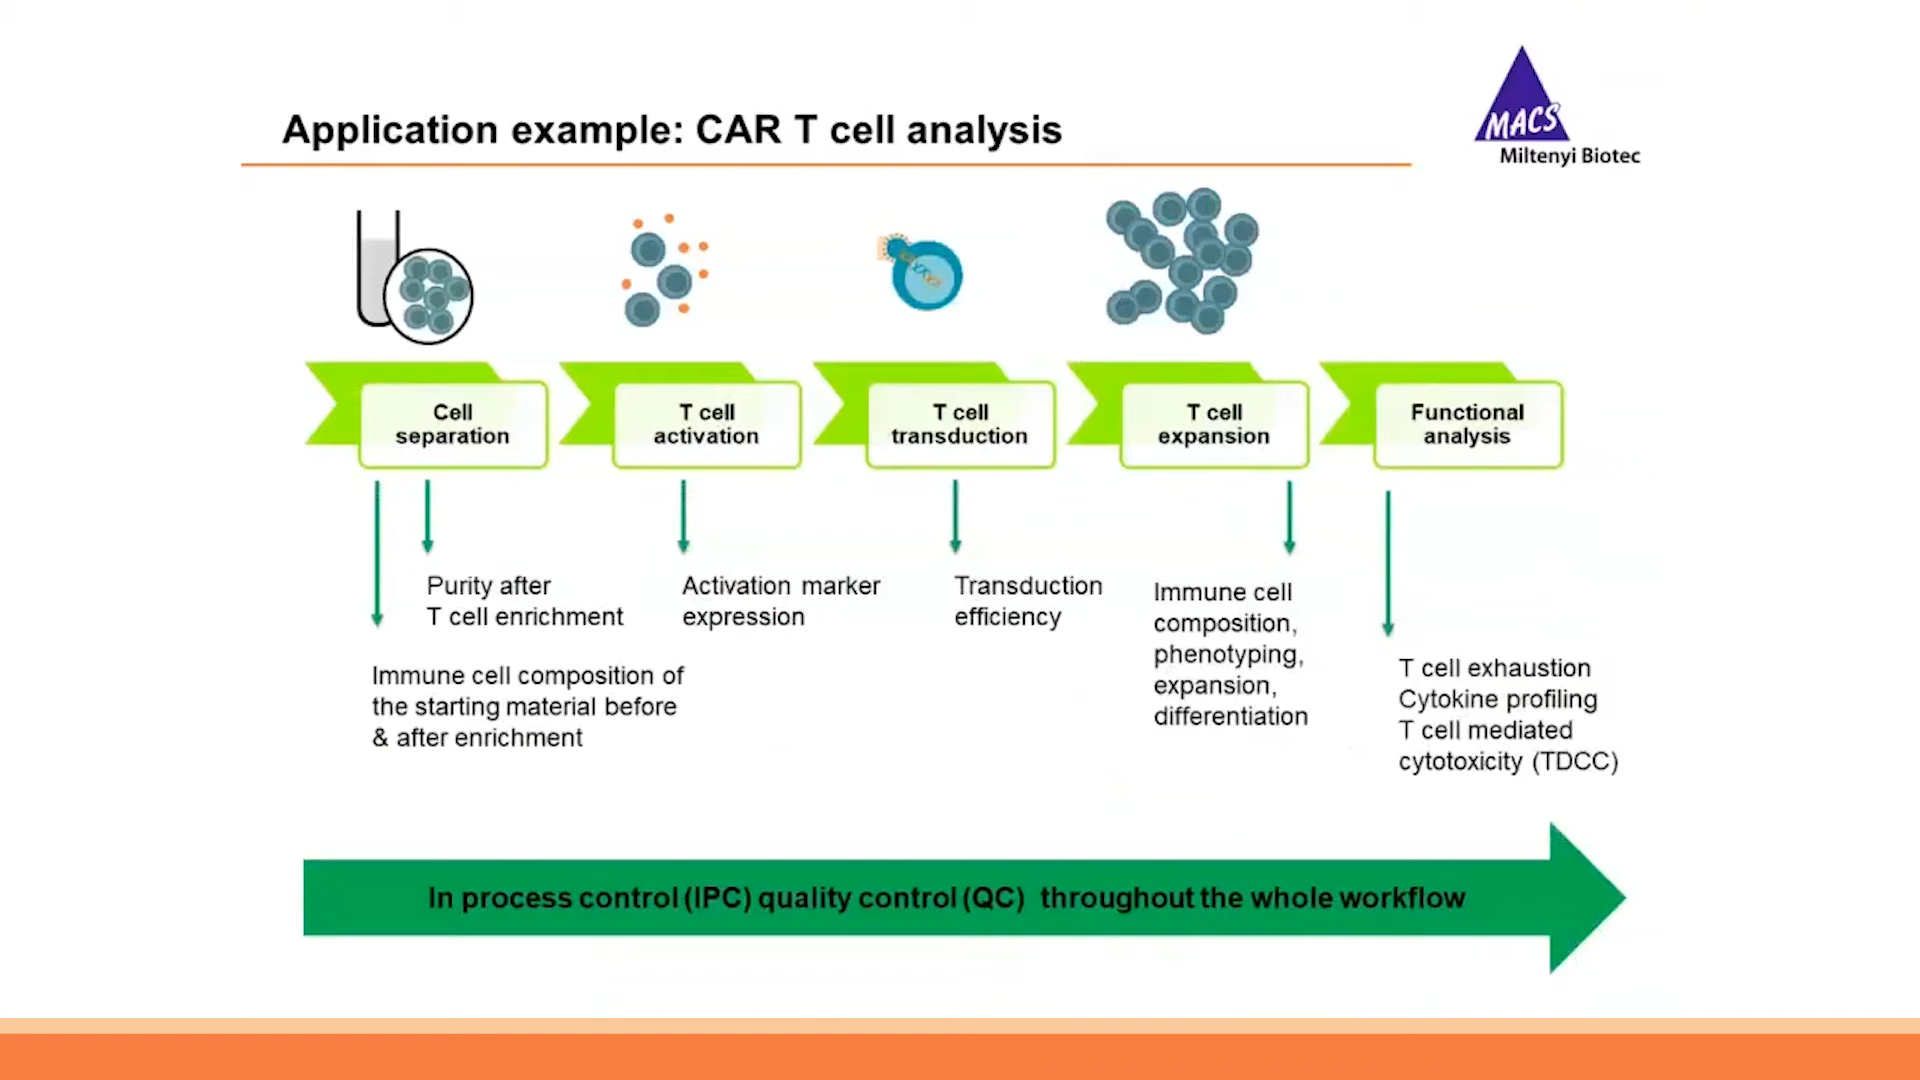 Application example: CAR T cell analysis
MACS
Miltenyi Biotec
Cell
separation
T cell
activation
T cell
transduction
T cell
expansion
Functional
analysis
Purity after
T cell enrichment
Immune cell composition of
the starting material before
& after enrichment
Activation marker
expression
Transduction
efficiency
Immune cell
composition,
phenotyping,
expansion,
differentiation
T cell exhaustion
Cytokine profiling
T cell mediated
cytotoxicity (TDCC)
In process control (IPC) quality control (QC) throughout the whole workflow